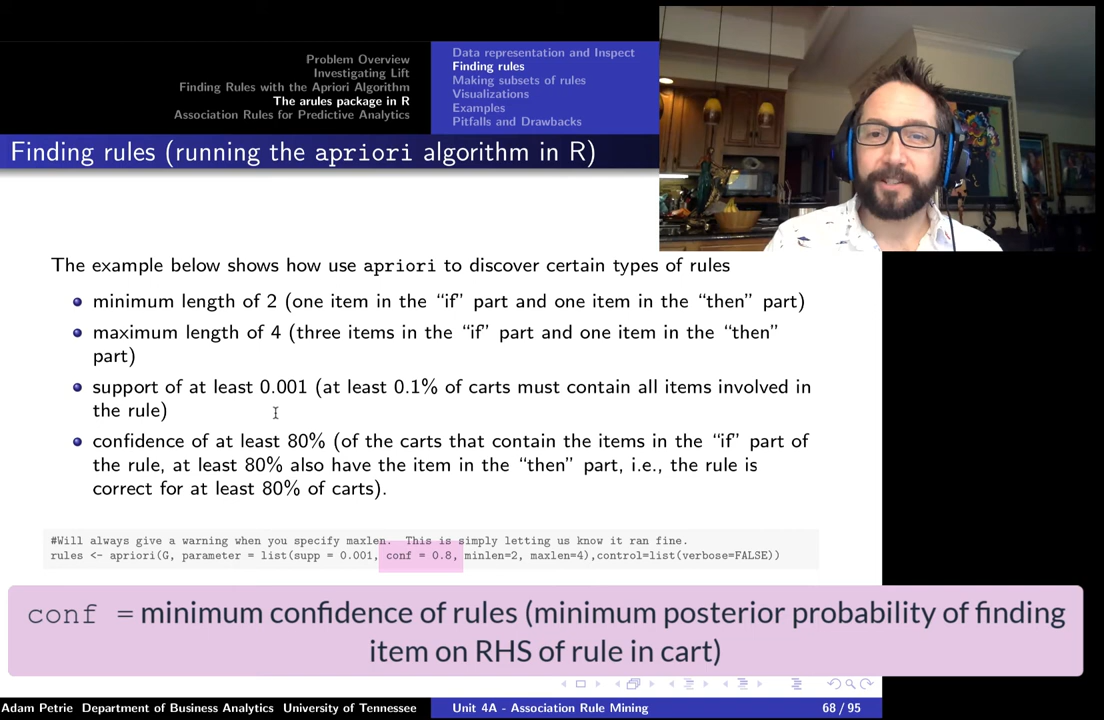 Problem Overview
Investigating Lift
Finding Rules with the Apriori Algorithm
The arules package in R
Association Rules for Predictive Analytics
Data representation and Inspect
Finding rules
Making subsets of rules
Visualizations
Examples
Pitfalls and Drawbacks
Finding rules (running the apriori algorithm in R)
The example below shows how use apriori to discover certain types of rules
minimum length of 2 (one item in the “if” part and one item in the “then” part)
maximum length of 4 (three items in the “if” part and one item in the “then”
part)
support of at least 0.001 (at least 0.1% of carts must contain all items involved in
the rule)
confidence of at least 80% (of the carts that contain the items in the “if” part of
the rule, at least 80% also have the item in the “then” part, i.e., the rule is
correct for at least 80% of carts).
#Will always give a warning when you specify maxlen.  This is simply letting us know it ran fine.
rules <- apriori(G, parameter = list(supp = 0.001, conf = 0.8, minlen=2, maxlen=4),control=list(verbose=FALSE))
conf = minimum confidence of rules (minimum posterior probability of finding
item on RHS of rule in cart)
Adam Petrie Department of Business Analytics University of Tennessee
Unit 4A - Association Rule Mining
68 / 95